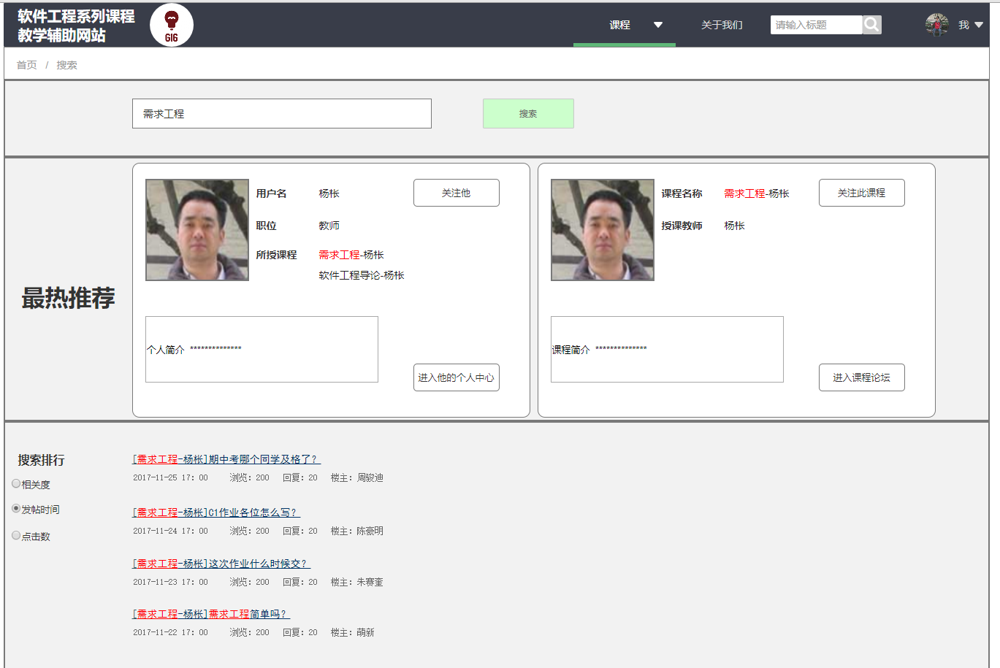 软件工程系列课程
教学辅助网站
G16
课程
关于我们
请输入标题
我
首页 / 搜索
需求工程
搜索
最热推荐
用户名 杨枨
关注他
职位 教师
所授课程 需求工程-杨枨
软件工程导论-杨枨
个人简介 **************
进入他的个人中心
课程名称 需求工程-杨枨
关注此课程
授课教师 杨枨
课程简介 **************
进入课程论坛
搜索排行
相关度
发帖时间
点击数
[需求工程-杨枨]期中考哪个同学及格了？
2017-11-25 17：00 浏览：200 回复：20 楼主：周骏迪
[需求工程-杨枨]C1作业各位怎么写？
2017-11-24 17：00 浏览：200 回复：20 楼主：陈豪明
[需求工程-杨枨]这次作业什么时候交？
2017-11-23 17：00 浏览：200 回复：20 楼主：朱赛奎
[需求工程-杨枨]需求工程简单吗？
2017-11-22 17：00 浏览：200 回复：20 楼主：萌新